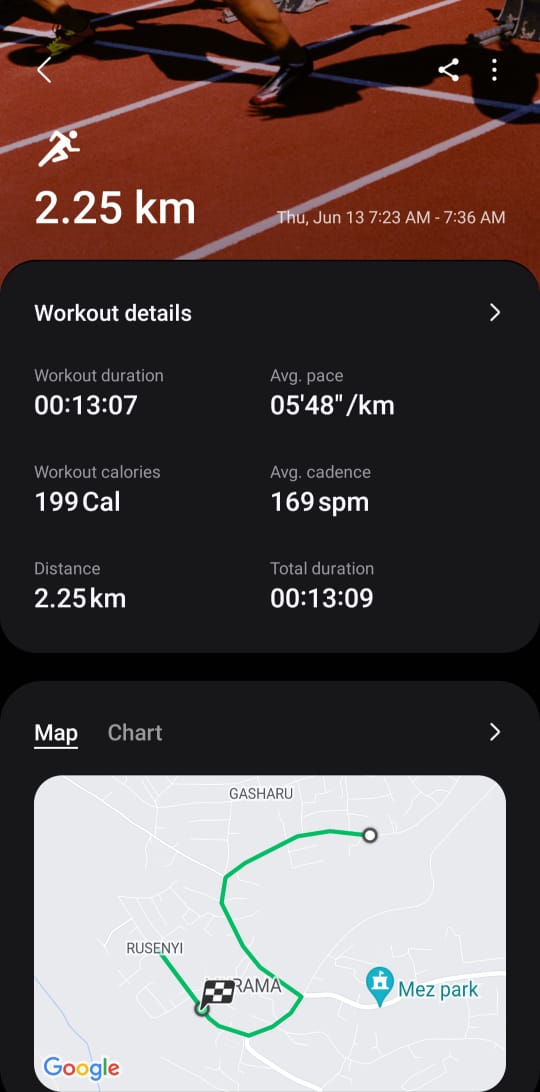 2.25 km
Thu, Jun 13 7:23 AM - 7:36 AM
Workout details
Workout duration
Avg. pace
00:13:07
05'48"/km
Workout calories
Avg. cadence
199 Cal
169 spm
Distance
Total duration
2.25 km
00:13:09
Map
Chart
GASHARU
RUSENYI
Mez park
Google